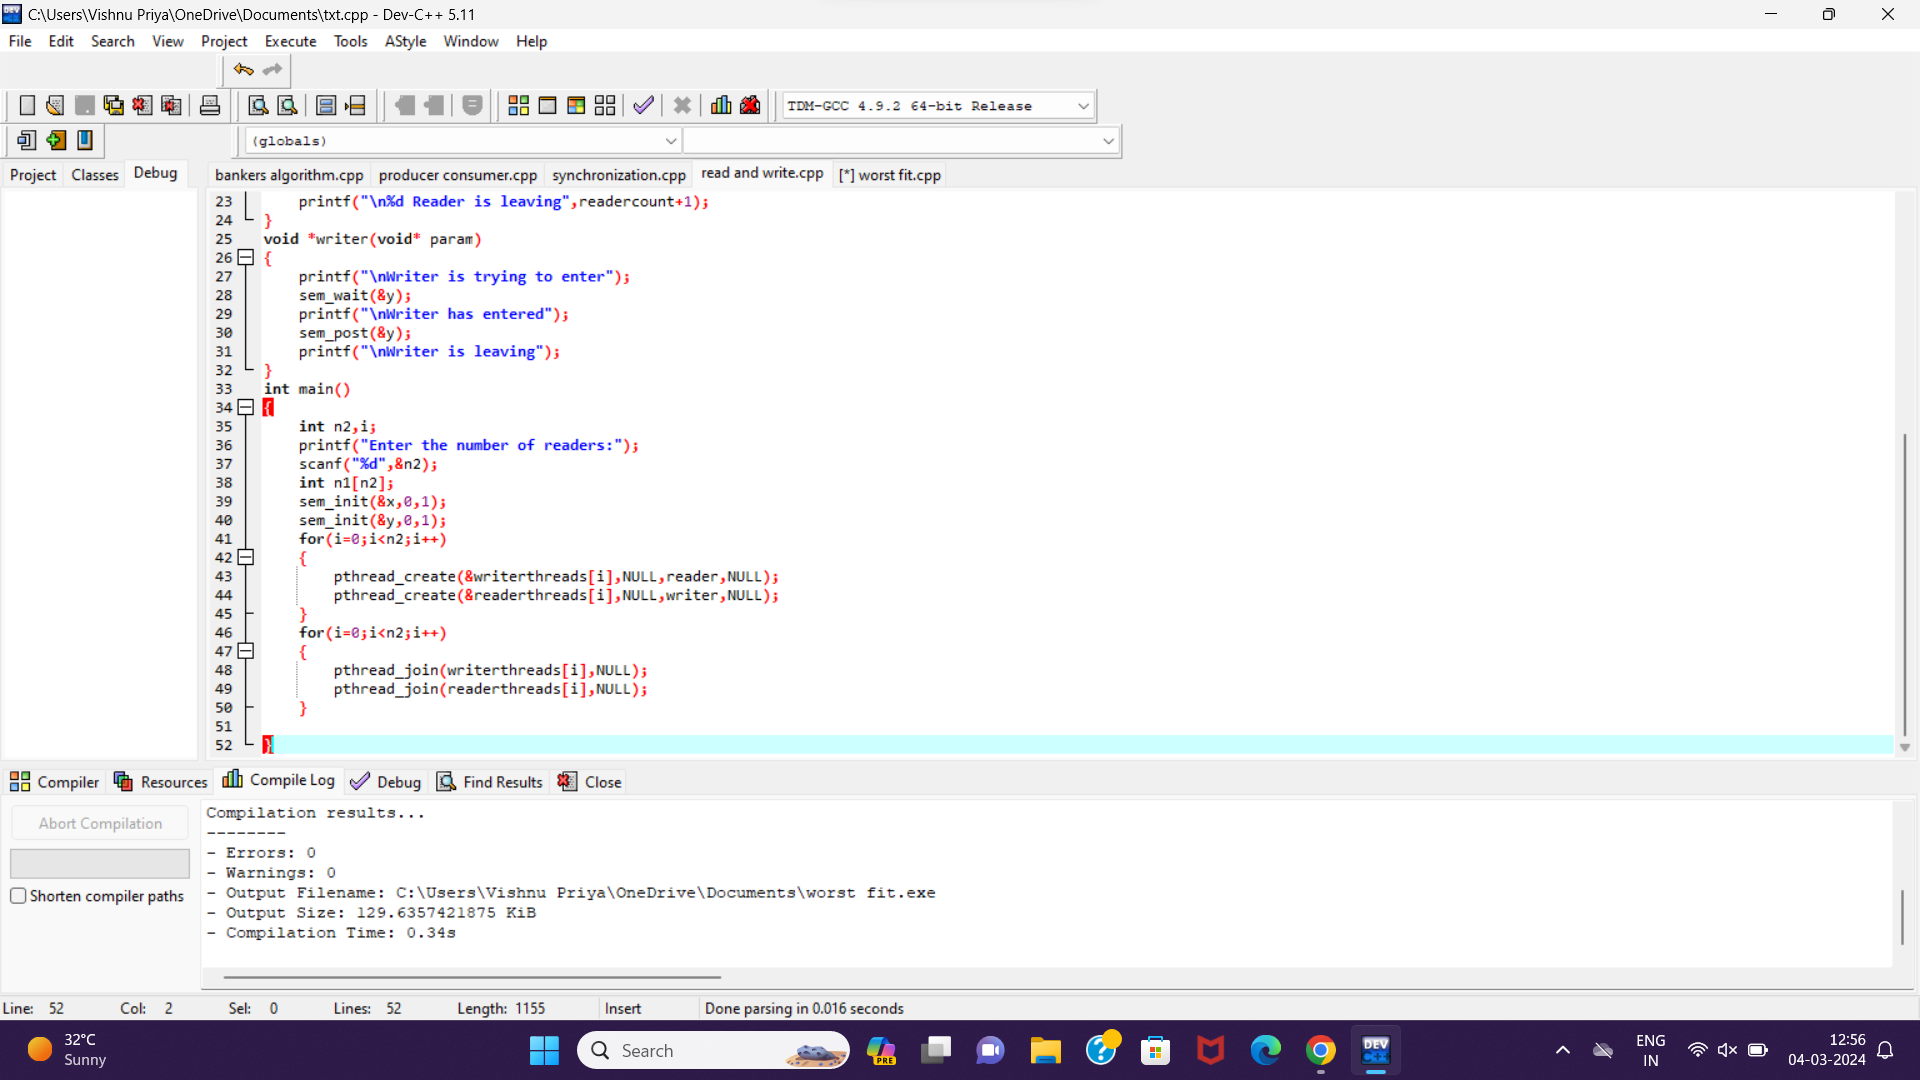 C:\Users\Vishnu Priya\OneDrive\Documents\txt.cpp - Dev-C++ 5.11
File Edit Search View Project Execute Tools AStyle Window Help
TDM-GCC 4.9.2 64-bit Release
(globals)
Project Classes Debug
bankers algorithm.cpp producer consumer.cpp synchronization.cpp read and write.cpp [*] worst fit.cpp
23 printf("\n%d Reader is leaving",readercount+1);
24 }
25 void *writer(void* param)
26 {
27 printf("\nWriter is trying to enter");
28 sem_wait(&y);
29 printf("\nWriter has entered");
30 sem_post(&y);
31 printf("\nWriter is leaving");
32 }
33 int main()
34 {
35 int n2,i;
36 printf("Enter the number of readers:");
37 scanf("%d",&n2);
38 int n1[n2];
39 sem_init(&x,0,1);
40 sem_init(&y,0,1);
41 for(i=0;i<n2;i++)
42 {
43 pthread_create(&writerthreads[i],NULL,reader,NULL);
44 pthread_create(&readerthreads[i],NULL,writer,NULL);
45 }
46 for(i=0;i<n2;i++)
47 {
48 pthread_join(writerthreads[i],NULL);
49 pthread_join(readerthreads[i],NULL);
50 }
51
52 }
Compiler Resources Compile Log Debug Find Results Close
Abort Compilation
Shorten compiler paths
Compilation results...
--------
- Errors: 0
- Warnings: 0
- Output Filename: C:\Users\Vishnu Priya\OneDrive\Documents\worst fit.exe
- Output Size: 129.6357421875 KiB
- Compilation Time: 0.34s
Line: 52 Col: 2 Sel: 0 Lines: 52 Length: 1155 Insert Done parsing in 0.016 seconds
32°C
Sunny
Search
PRE
DEV
C++
ENG
IN
12:56
04-03-2024